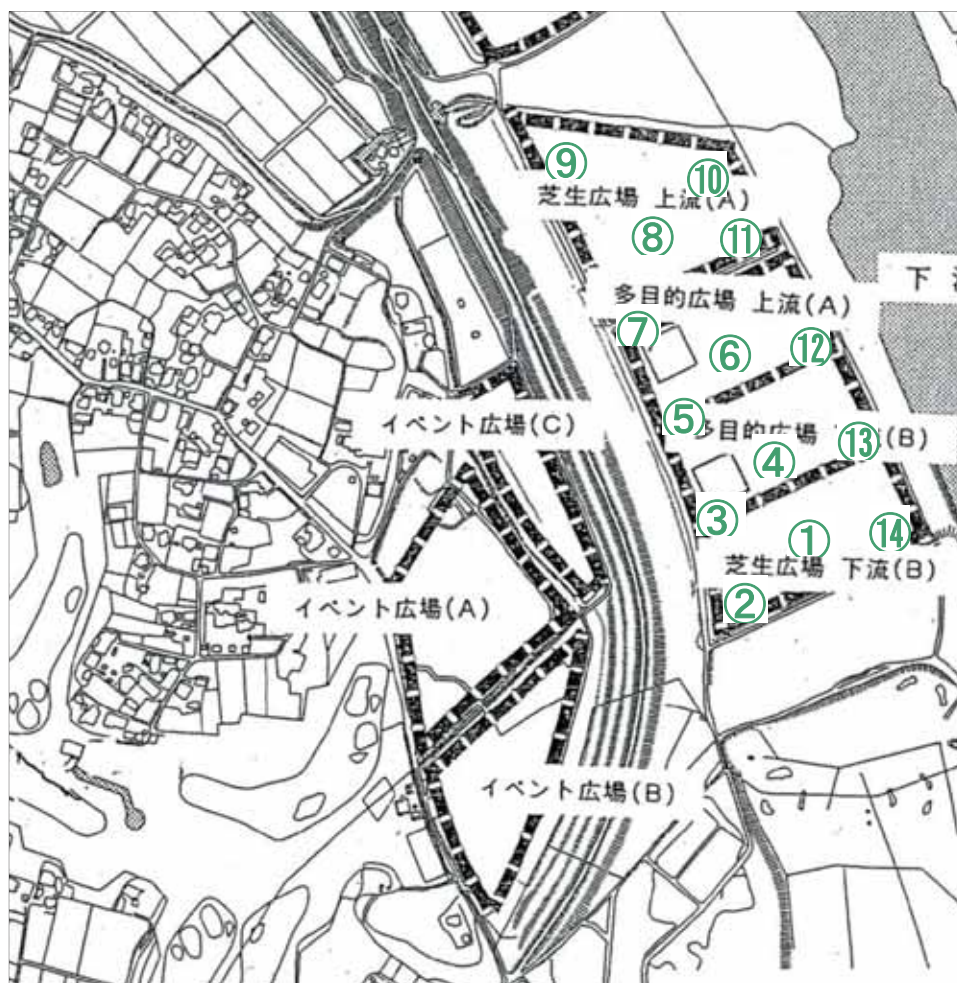 ⑨
⑩
芝生広場 上流(A)
⑧
⑪
下
多目的広場 上流(A)
⑦
⑥
⑫
イベント広場(C)
⑤
多目的広場
⑬
(B)
④
③
①
⑭
芝生広場 下流(B)
②
イベント広場(A)
イベント広場(B)